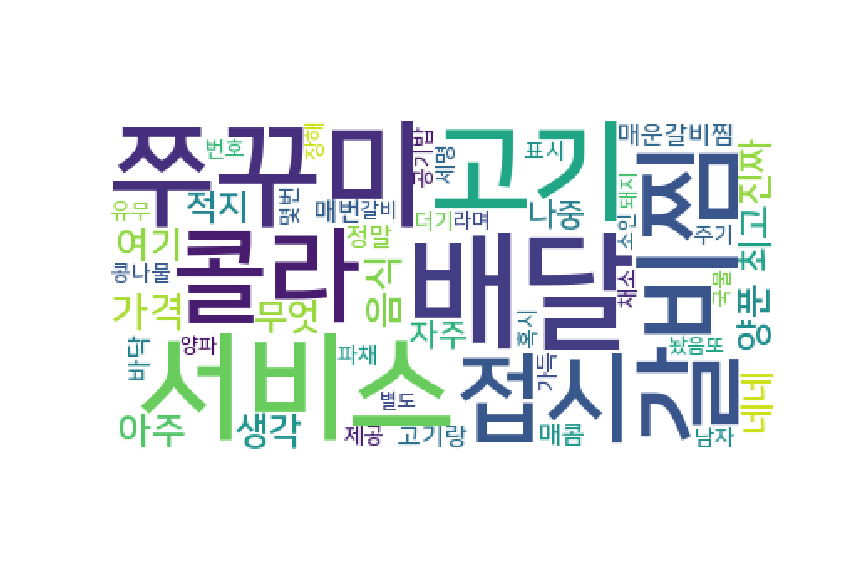 쭈꾸미
고기
매운갈비찜
번호
장해
공기밥
세명
표시
진짜
갈비찜
유무
적지
몇번
매번갈비
더기라며
나중
소인
돼지
주기
최고
여기
콜라
정말
배달
콩나물
음식
채소
국물
가격
무엇
양푼
바닥
양파
서비스
파채
자주
혹시
접시
가득
놨음또
별도
네네
아주
생각
제공
고기랑
매콤
남자